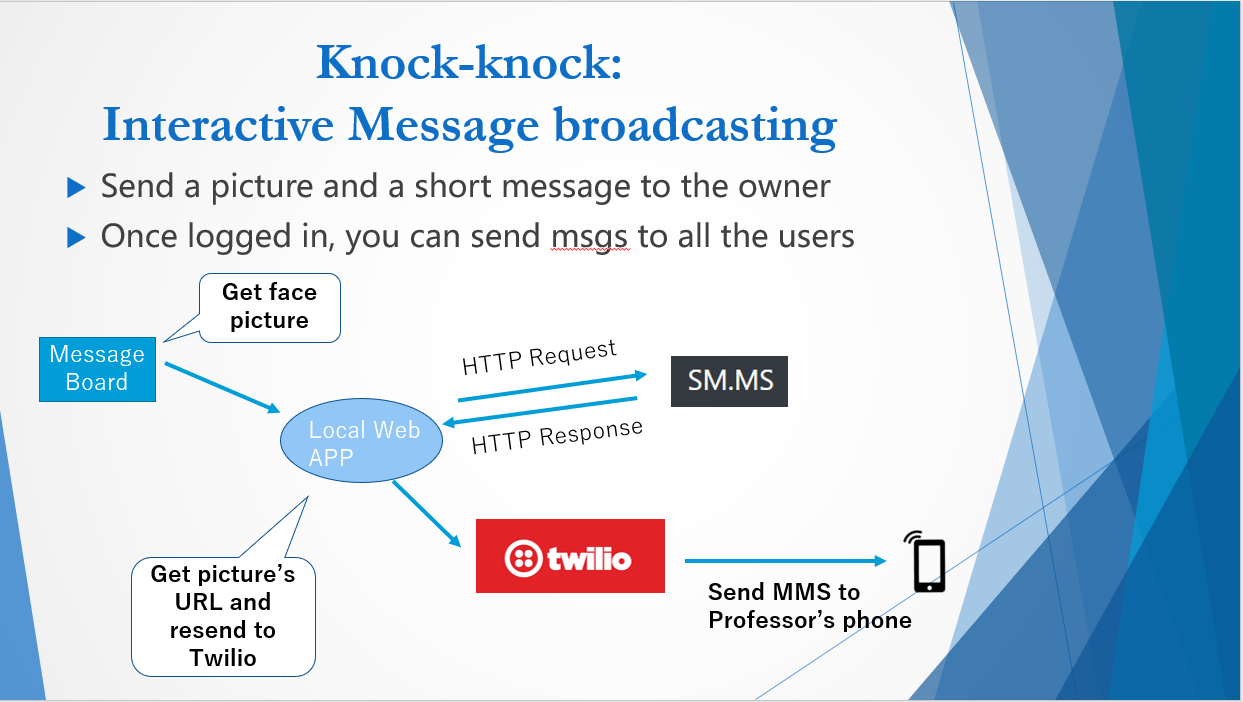 Knock-knock:
Interactive Message broadcasting
Send a picture and a short message to the owner
Once logged in, you can send msgs to all the users
Get face
picture
Message
Board
HTTP Request
SM.MS
HTTP Response
Local Web
APP
twilio
Get picture's
URL and
resend to
Twilio
Send MMS to
Professor's phone